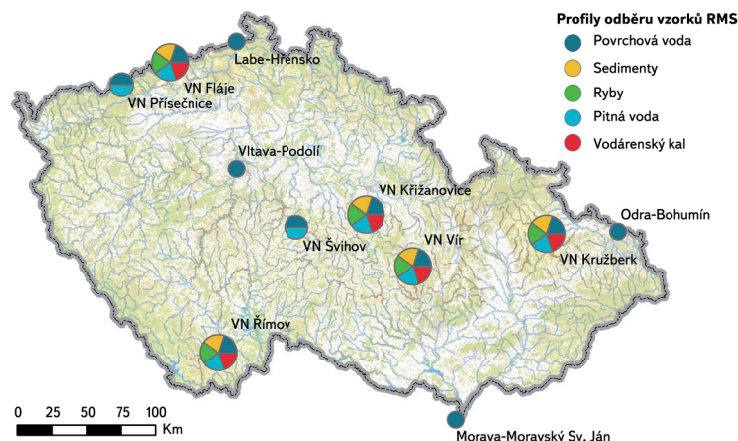 Profily odběru vzorků RMS
Povrchová voda
Sedimenty
Ryby
Pitná voda
Vodárenský kal
Labe-Hřensko
VN Fláje
VN Přísečnice
Vltava-Podolí
VN Křižanovice
Odra-Bohumín
VN Švihov
VN Vír
VN Kružberk
VN Římov
0 25 50 75 100
Km
Morava-Moravský Sv. Ján